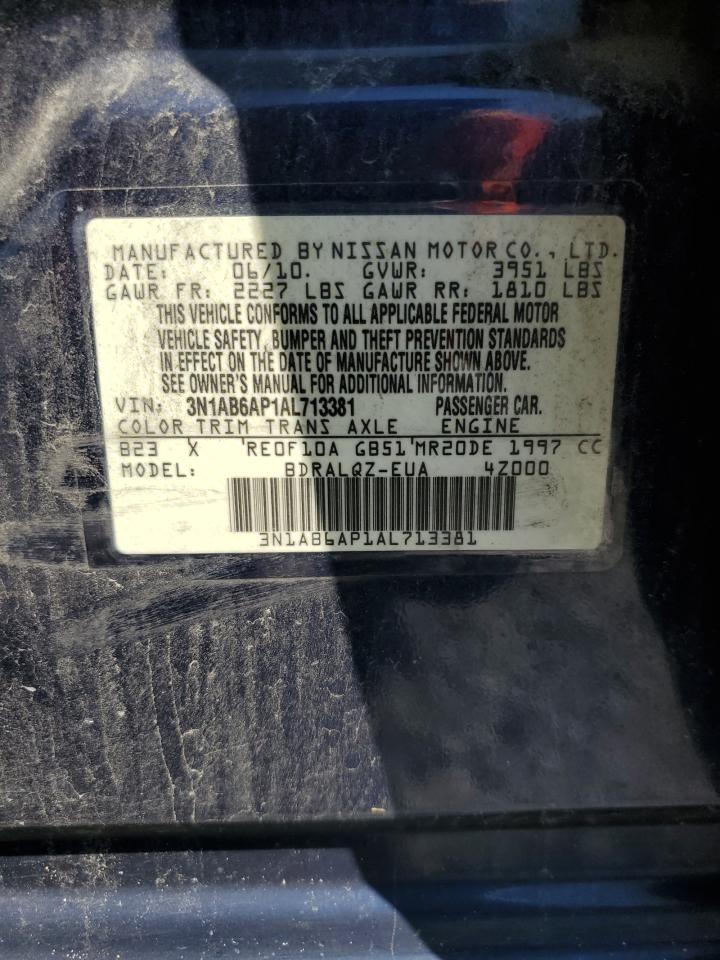 MANUFACTURED BY NISSAN MOTOR CO., LTD.
DATE: 06/10. GVWR: 3951 LBS
GAWR FR: 2227 LBS GAWR RR: 1810 LBS
THIS VEHICLE CONFORMS TO ALL APPLICABLE FEDERAL MOTOR
VEHICLE SAFETY, BUMPER AND THEFT PREVENTION STANDARDS
IN EFFECT ON THE DATE OF MANUFACTURE SHOWN ABOVE.
SEE OWNER'S MANUAL FOR ADDITIONAL INFORMATION.
VIN: 3N1AB6AP1AL713381 PASSENGER CAR.
COLOR TRIM TRANS AXLE ENGINE
B23 X RE0F10A GB51 MR20DE 1997 CC
MODEL: BDRALQZ-EUA 4Z000
3N1AB6AP1AL713381